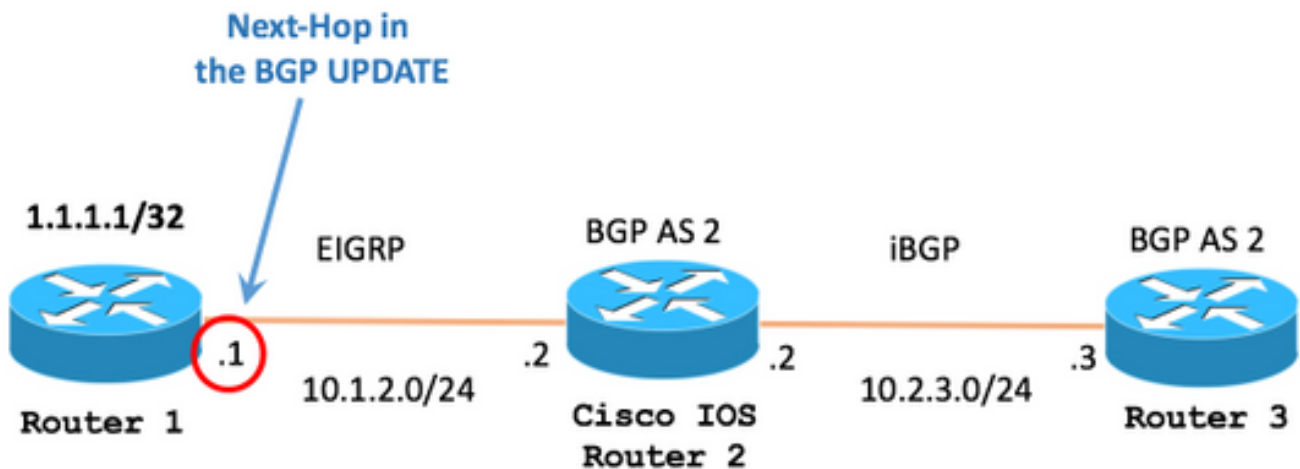 Next-Hop in
the BGP UPDATE
1.1.1.1/32
EIGRP
BGP AS 2
iBGP
BGP AS 2
.1
.2
.2
.3
10.1.2.0/24
10.2.3.0/24
Router 1
Cisco IOS
Router 2
Router 3